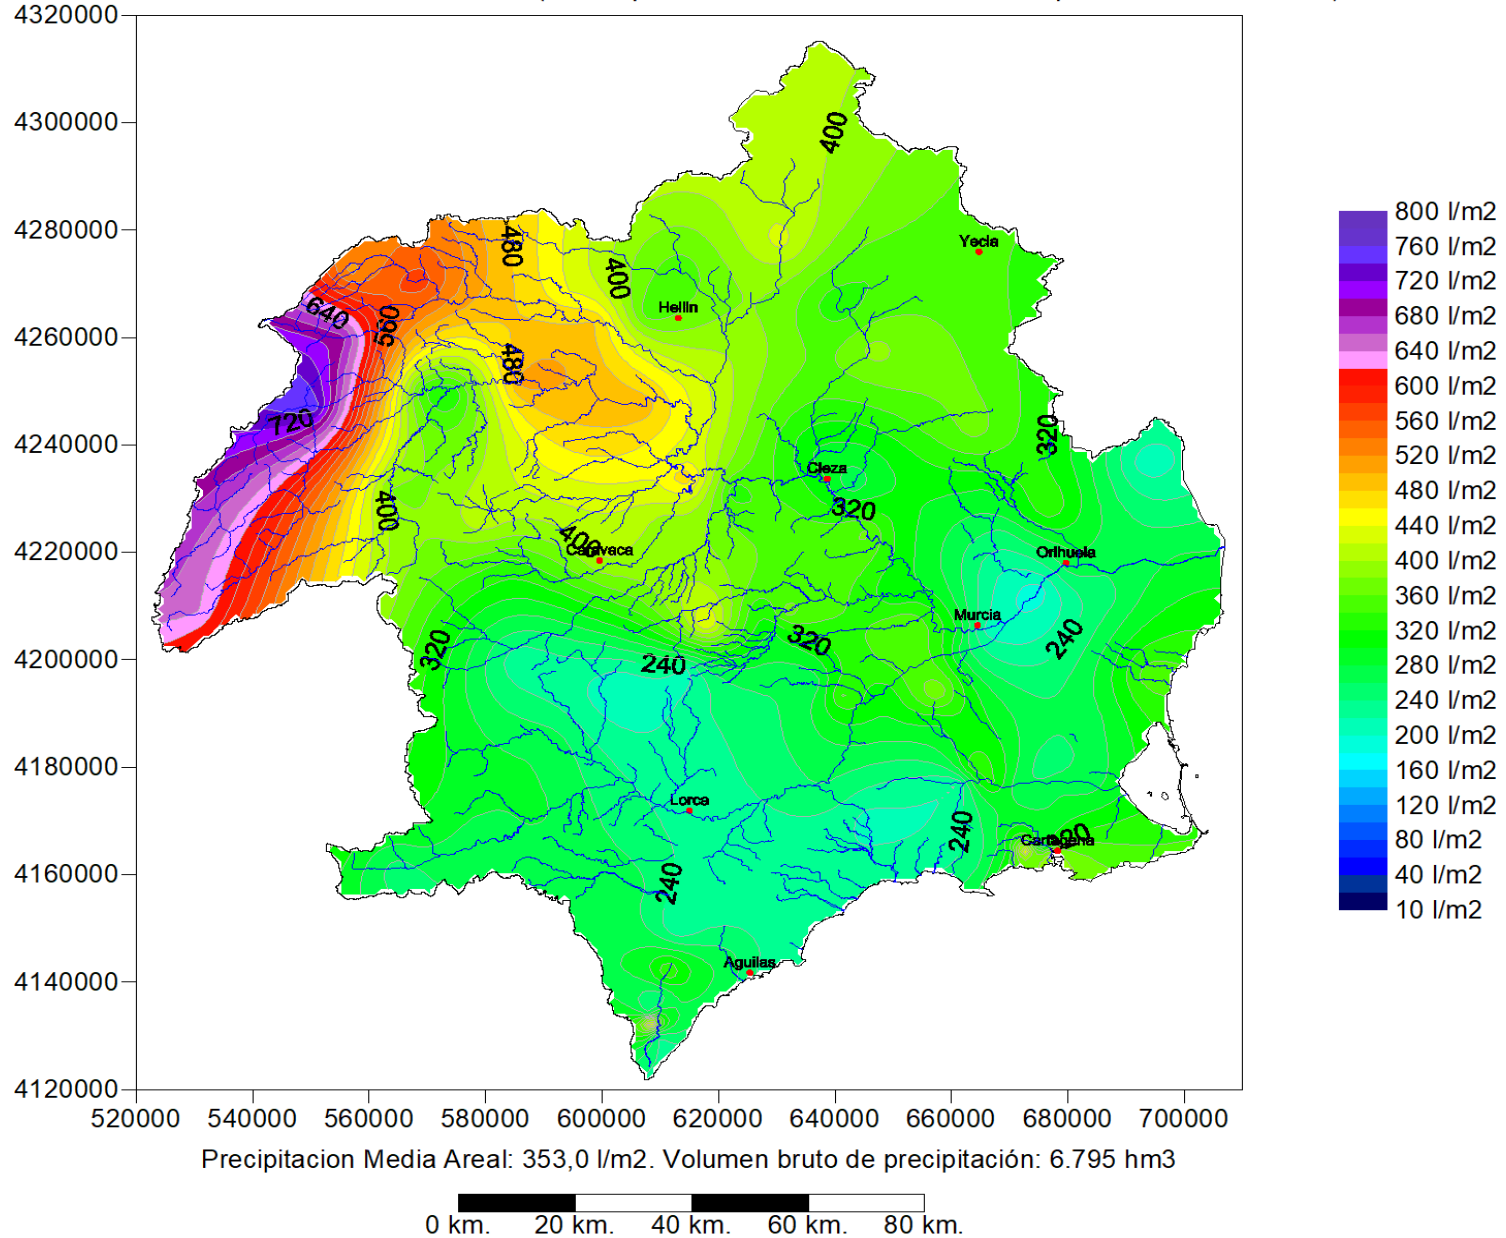 4320000
4300000
4280000
4260000
4240000
4220000
4200000
4180000
4160000
4140000
4120000
520000 540000 560000 580000 600000 620000 640000 660000 680000 700000
400
480
400
Yecla
Hellin
640
560
480
720
320
Cieza
320
400
400
Caravaca
Orihuela
Murcia
240
320
320
240
Lorca
240
Cartagena
240
Aguilas
800 l/m2
760 l/m2
720 l/m2
680 l/m2
640 l/m2
600 l/m2
560 l/m2
520 l/m2
480 l/m2
440 l/m2
400 l/m2
360 l/m2
320 l/m2
280 l/m2
240 l/m2
200 l/m2
160 l/m2
120 l/m2
80 l/m2
40 l/m2
10 l/m2
Precipitacion Media Areal: 353,0 l/m2. Volumen bruto de precipitación: 6.795 hm3
0 km. 20 km. 40 km. 60 km. 80 km.